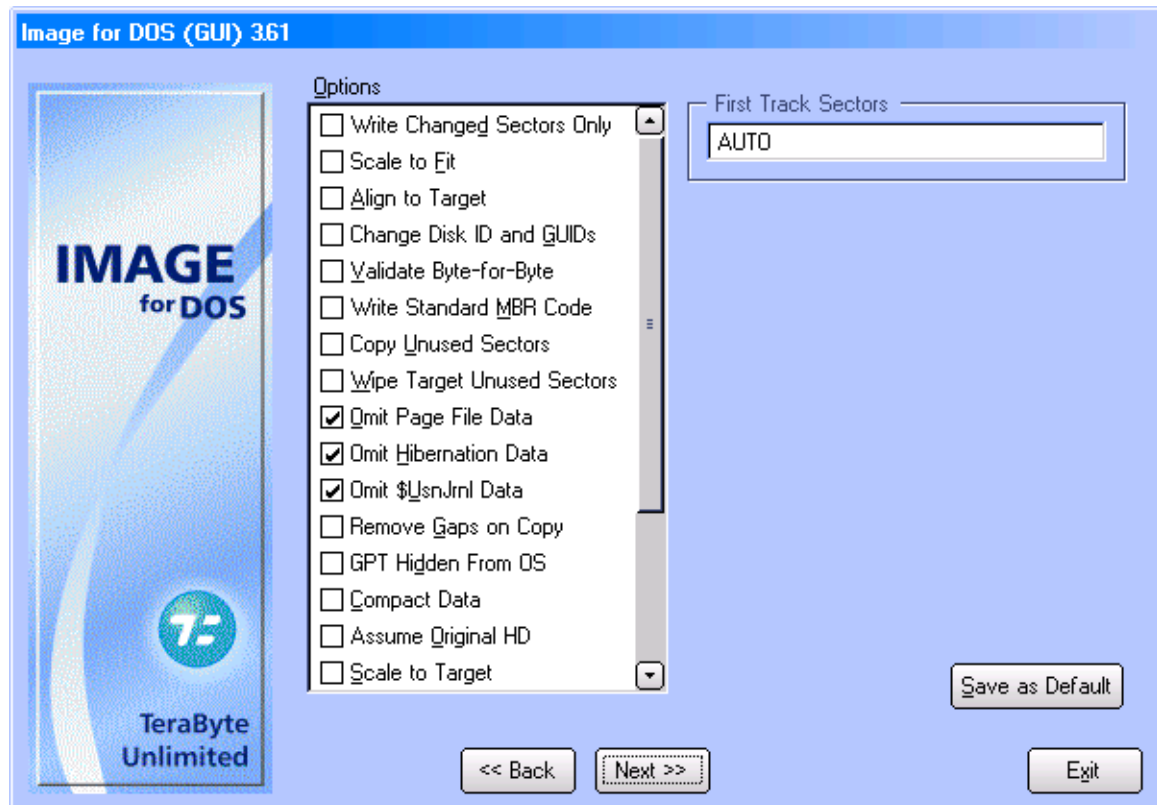 Image for DOS (GUI) 3.61
IMAGE
for DOS
TeraByte
Unlimited
Options
Write Changed Sectors Only
Scale to Fit
Align to Target
Change Disk ID and GUIDs
Validate Byte-for-Byte
Write Standard MBR Code
Copy Unused Sectors
Wipe Target Unused Sectors
Omit Page File Data
Omit Hibernation Data
Omit $UsnJrnl Data
Remove Gaps on Copy
GPT Hidden From OS
Compact Data
Assume Original HD
Scale to Target
First Track Sectors
AUTO
Save as Default
<< Back
Next >>
Exit